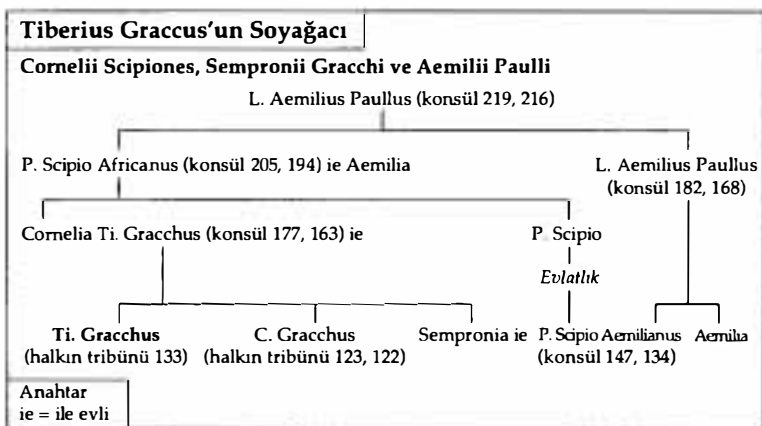 Tiberius Graccus'un Soyağacı
Cornelii Scipiones, Sempronii Gracchi ve Aemilii Paulli
L. Aemilius Paullus (konsül 219, 216)
P. Scipio Africanus (konsül 205, 194) ie Aemilia
L. Aemilius Paullus
(konsül 182, 168)
Cornelia Ti. Gracchus (konsül 177, 163) ie
P. Scipio
Evlatlık
Ti. Gracchus
(halkın tribünü 133)
C. Gracchus
(halkın tribünü 123, 122)
Sempronia ie
P. Scipio Aemilianus
(konsül 147, 134)
Aemilia
Anahtar
ie = ile evli